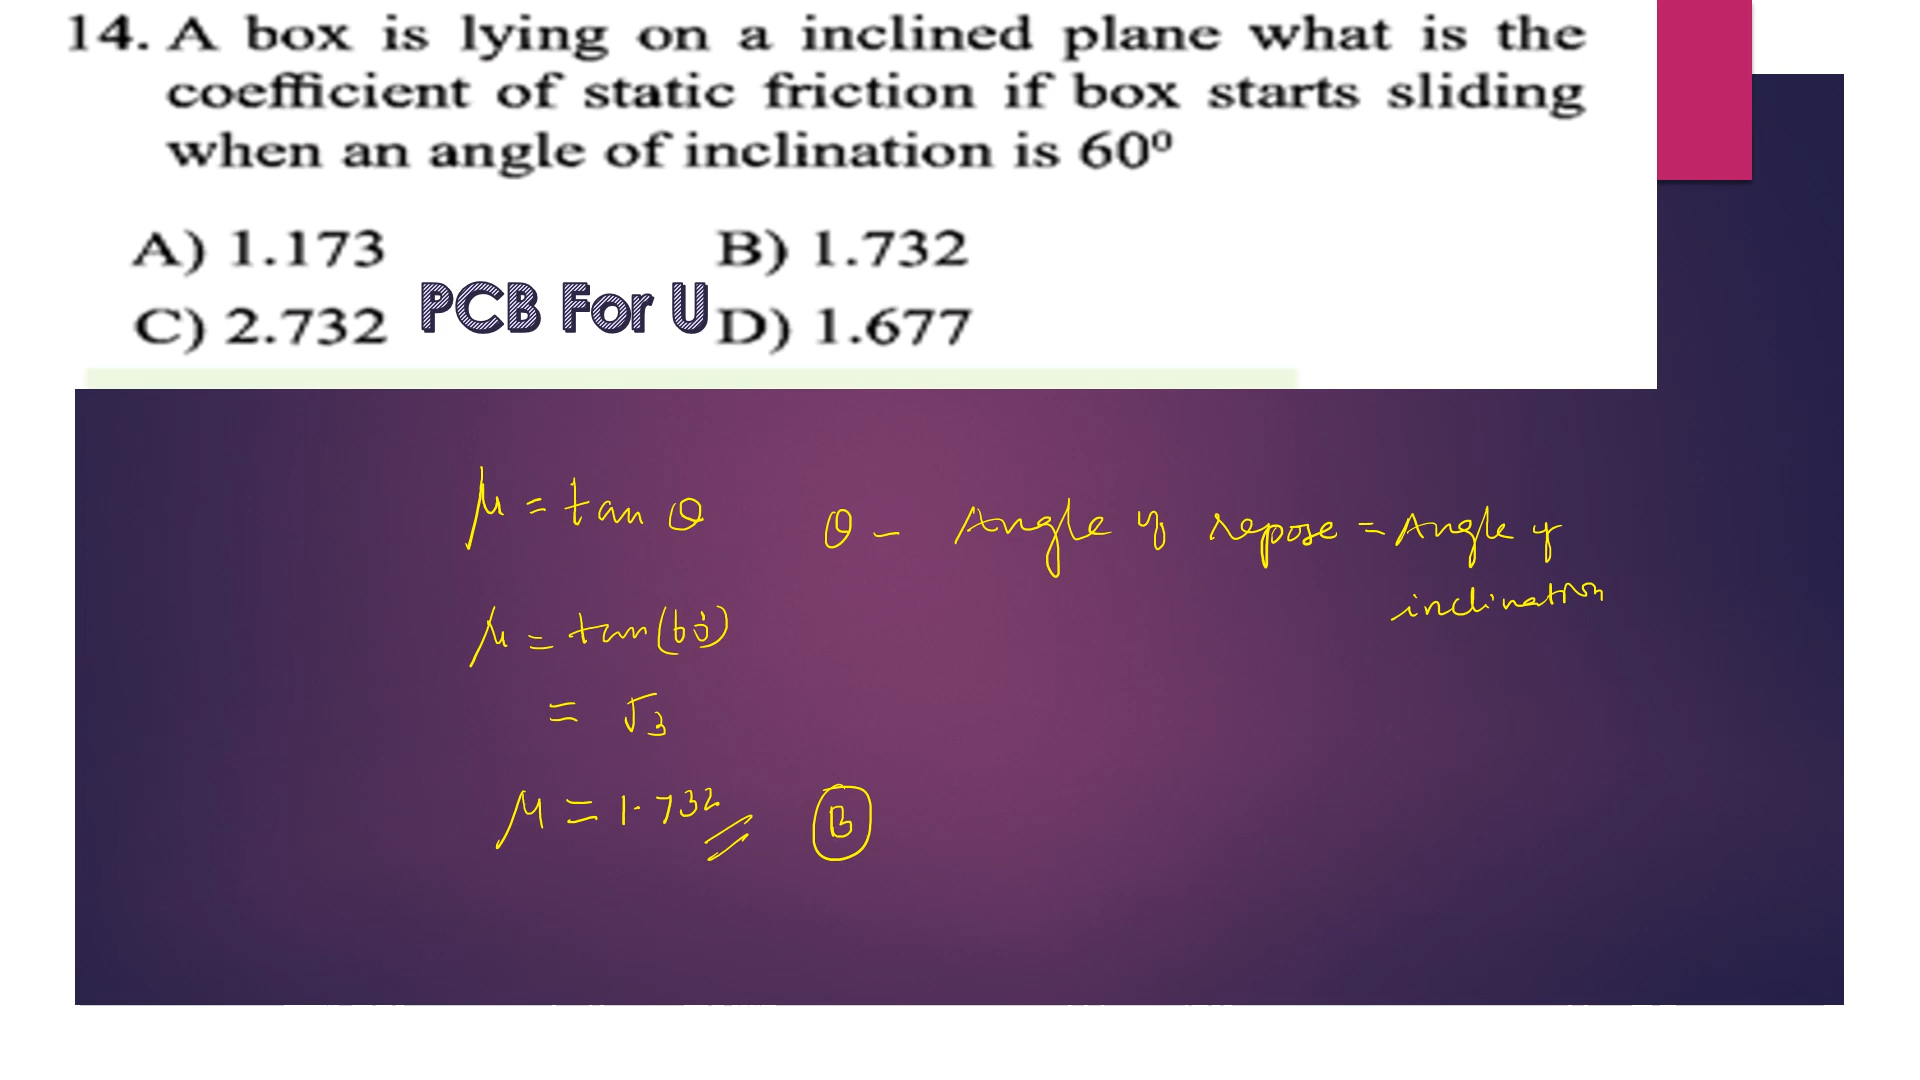 14. A box is lying on a inclined plane what is the
coefficient of static friction if box starts sliding
when an angle of inclination is 60⁰
A) 1.173 B) 1.732
C) 2.732 PCB For U D) 1.677
μ = tan θ θ - Angle of repose = Angle of
inclination
μ = tan(60°)
= √3
μ = 1.732 B